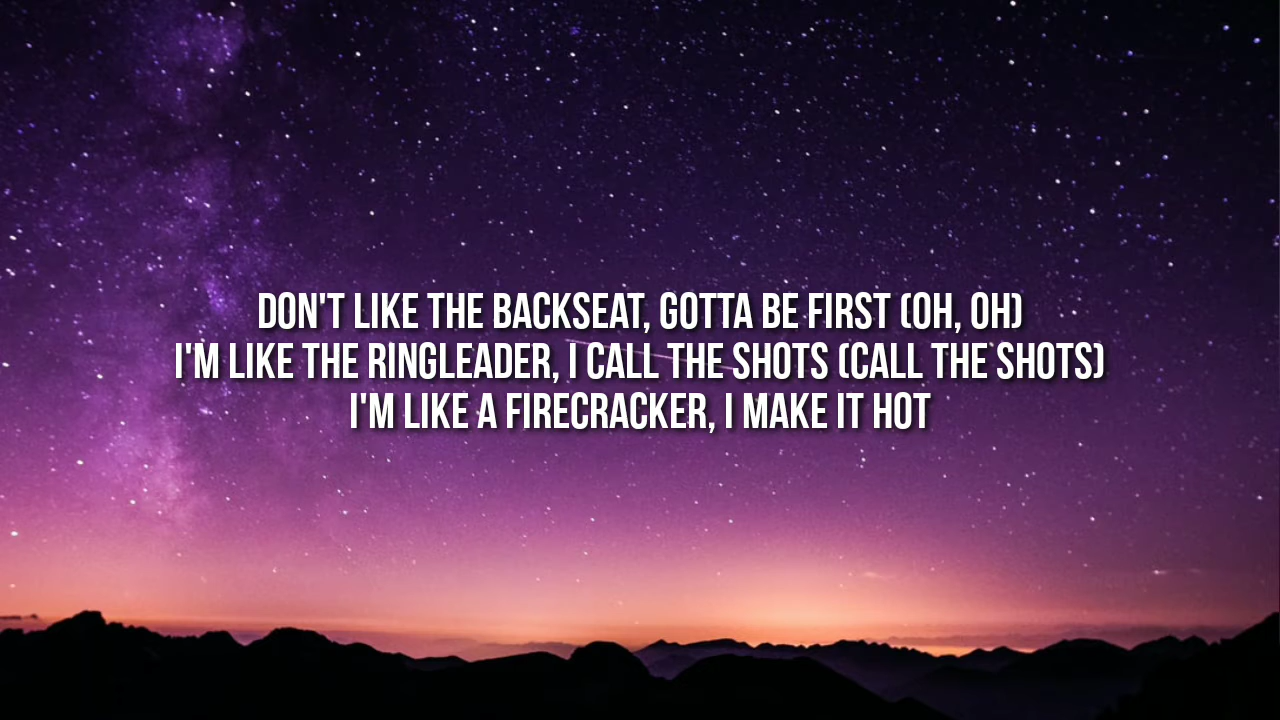 DON'T LIKE THE BACKSEAT, GOTTA BE FIRST (OH, OH)
I'M LIKE THE RINGLEADER, I CALL THE SHOTS (CALL THE SHOTS)
I'M LIKE A FIRECRACKER, I MAKE IT HOT